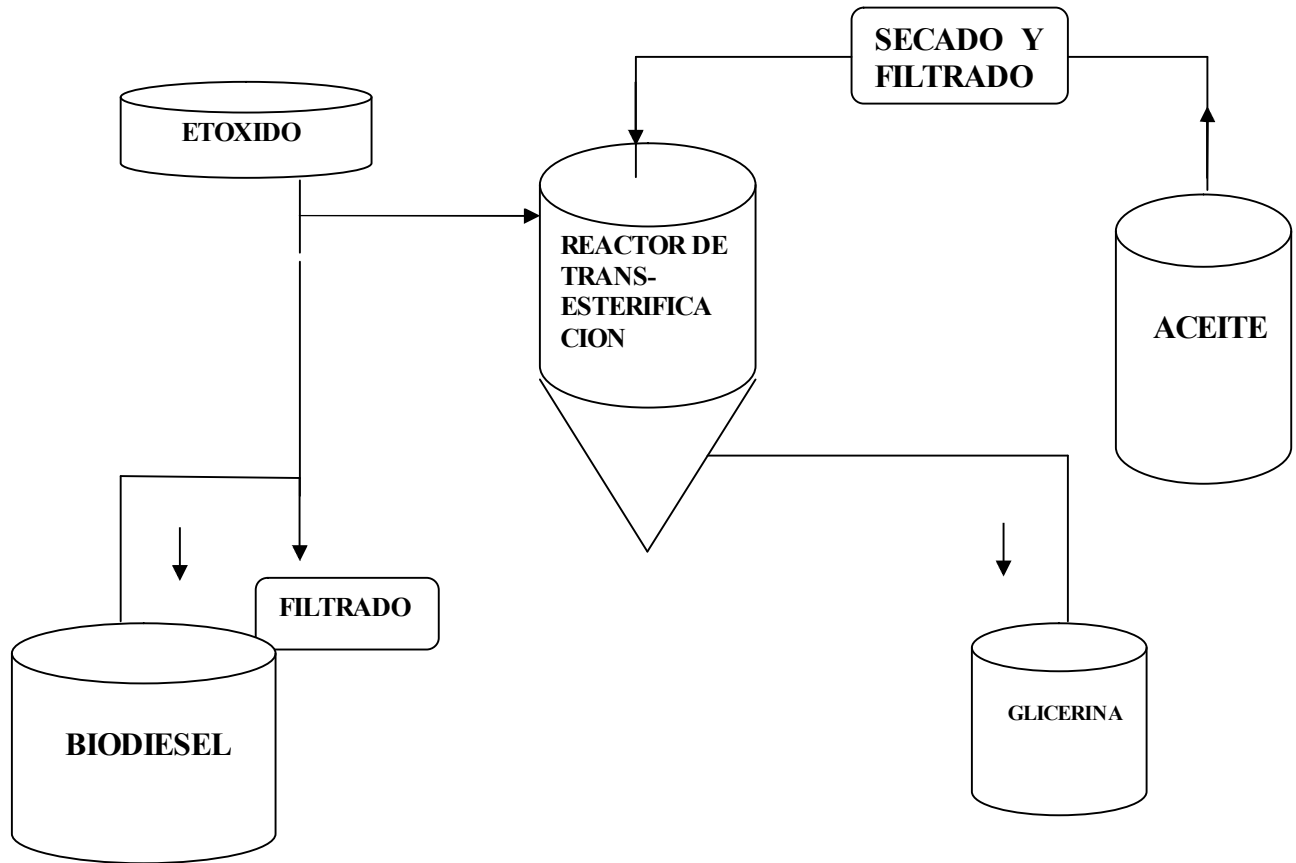 SECADO Y
FILTRADO
ETOXIDO
REACTOR DE
TRANS-
ESTERIFICA
CION
ACEITE
FILTRADO
BIODIESEL
GLICERINA